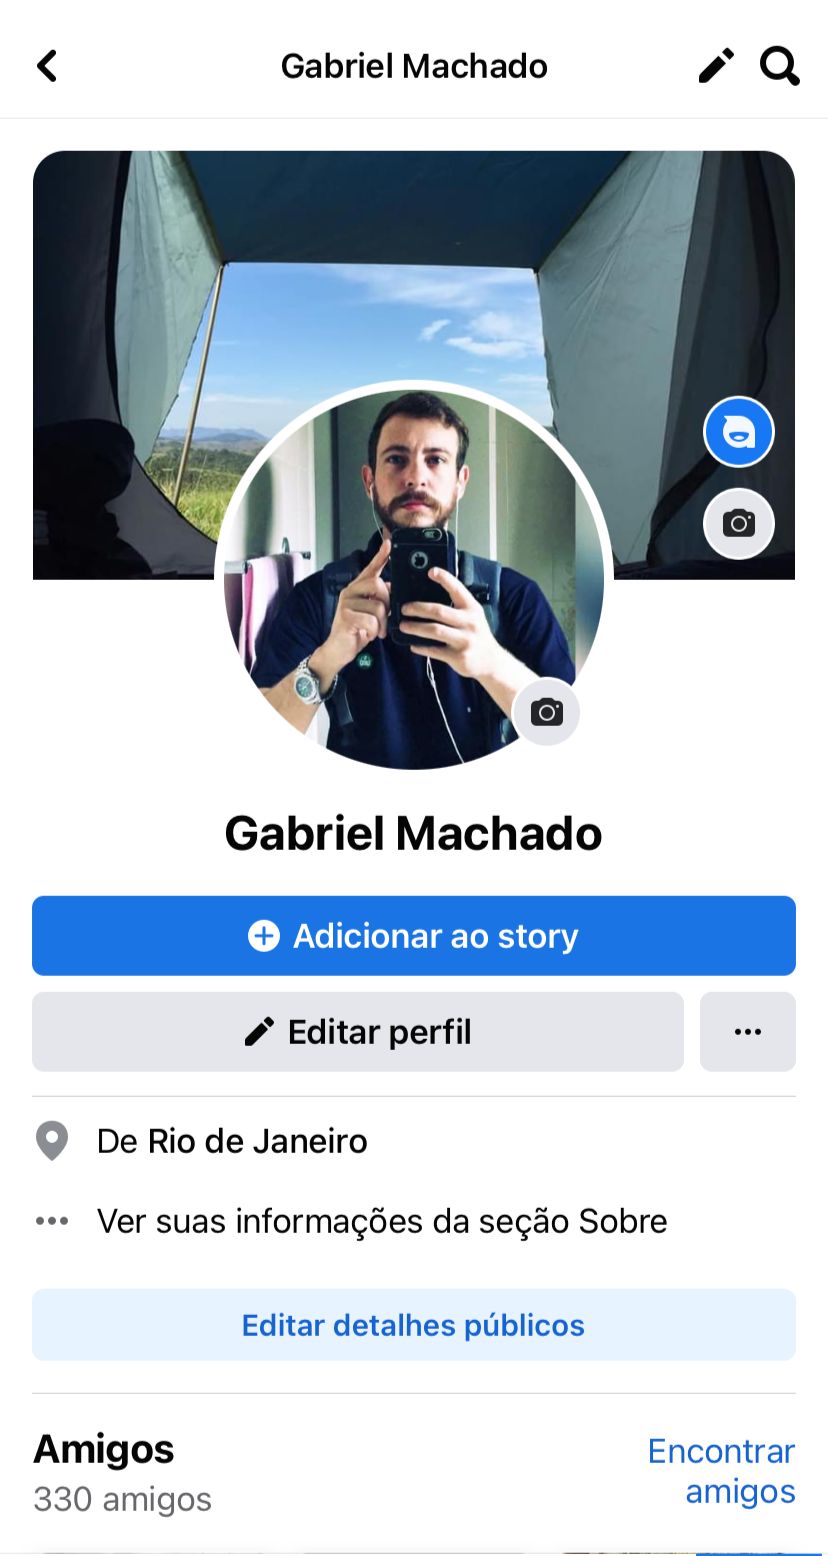 Gabriel Machado
Gabriel Machado
Adicionar ao story
Editar perfil
De Rio de Janeiro
Ver suas informações da seção Sobre
Editar detalhes públicos
Amigos
330 amigos
Encontrar
amigos